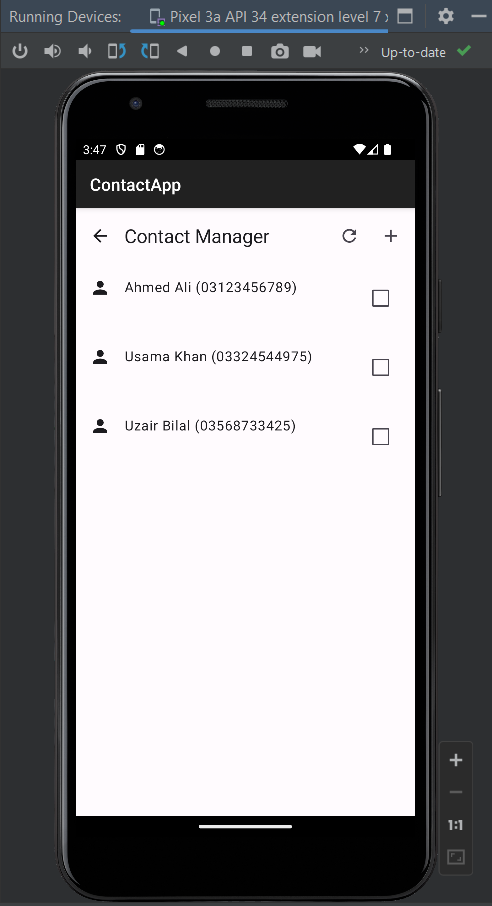 Running Devices: Pixel 3a API 34 extension level 7 x
Up-to-date
3:47
ContactApp
Contact Manager
Ahmed Ali (03123456789)
Usama Khan (03324544975)
Uzair Bilal (03568733425)
1:1